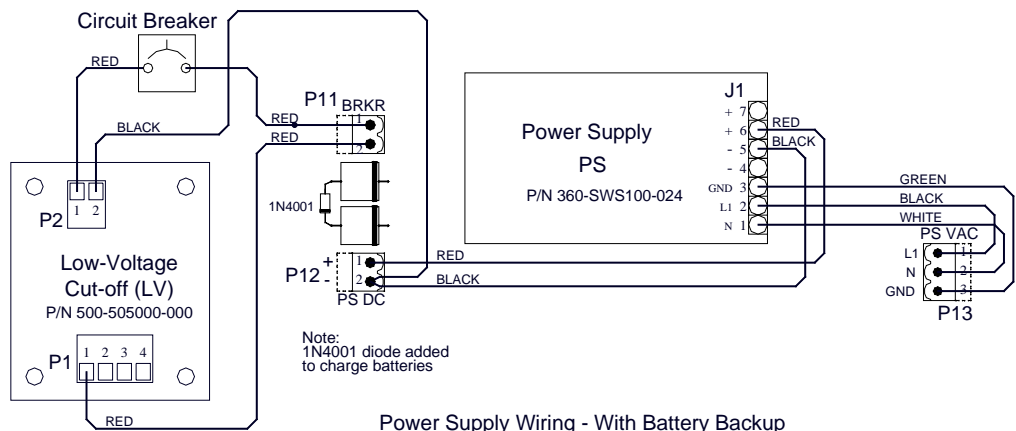 Circuit Breaker
RED
BLACK
P11 BRKR
RED 1
RED 2
1N4001
P12
+ 1
- 2
PS DC
RED
BLACK
Note:
1N4001 diode added
to charge batteries
P2
1 2
Low-Voltage
Cut-off (LV)
P/N 500-505000-000
P1
1 2 3 4
RED
Power Supply
PS
P/N 360-SWS100-024
J1
+ 7
+ 6 RED
- 5 BLACK
- 4
GND 3 GREEN
L1 2 BLACK
N 1 WHITE
PS VAC
L1 1
N 2
GND 3
P13
Power Supply Wiring - With Battery Backup